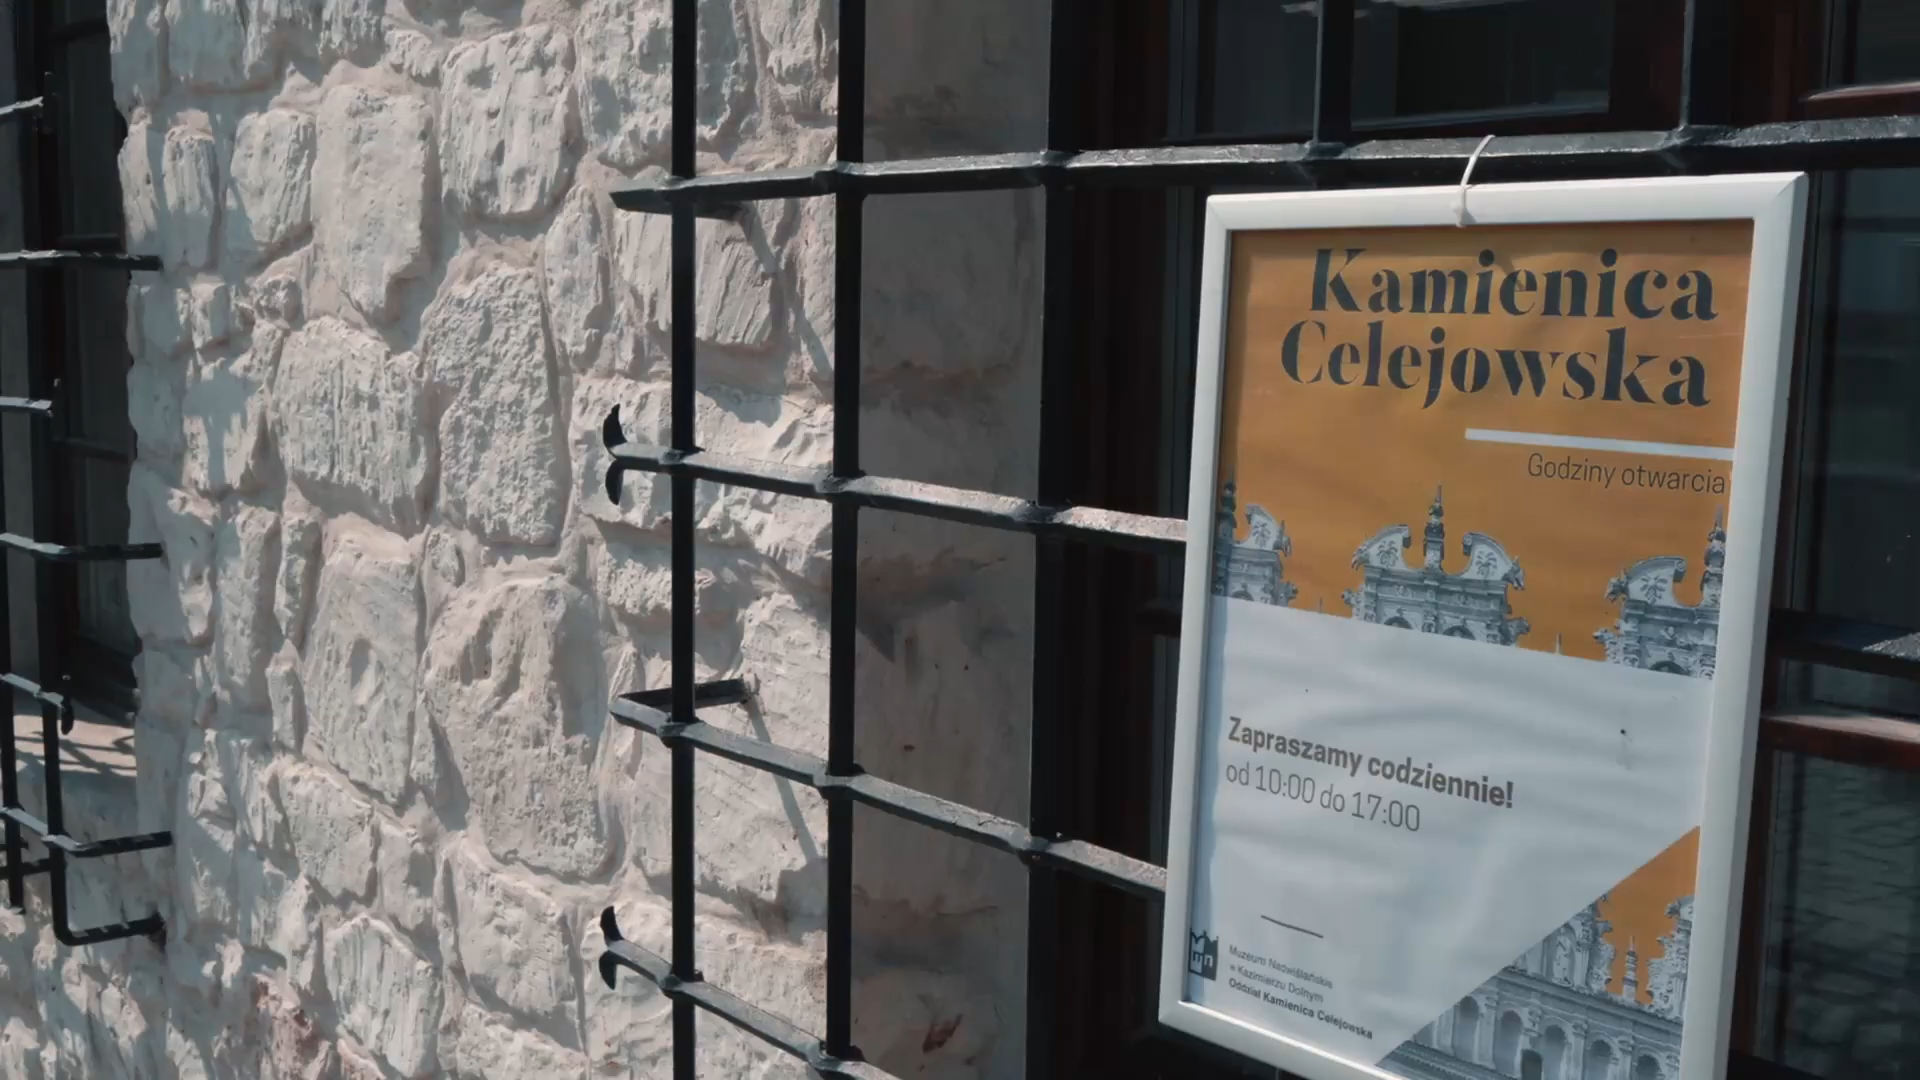 Kamienica
Celejowska
Godziny otwarcia
Zapraszamy codziennie!
od 10:00 do 17:00
Muzeum Nadwiślańskie
w Kazimierzu Dolnym
Oddział Kamienica Celejowska